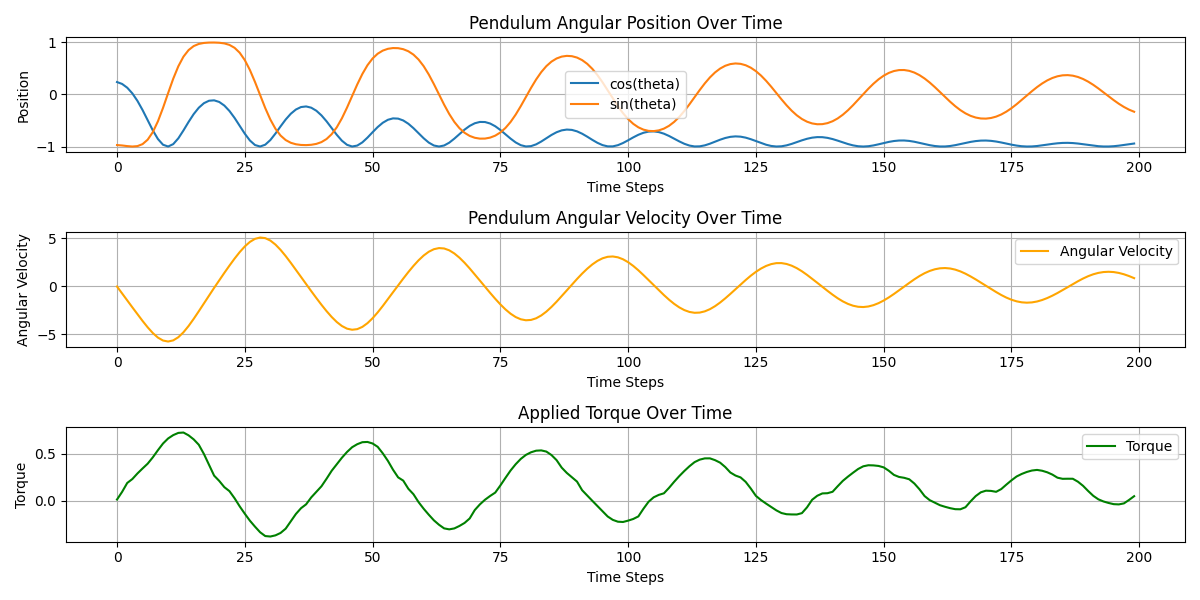 Pendulum Angular Position Over Time
Position
1
0
−1
cos(theta)
sin(theta)
0 25 50 75 100 125 150 175 200
Time Steps
Pendulum Angular Velocity Over Time
Angular Velocity
5
0
−5
Angular Velocity
0 25 50 75 100 125 150 175 200
Time Steps
Applied Torque Over Time
Torque
0.5
0.0
Torque
0 25 50 75 100 125 150 175 200
Time Steps